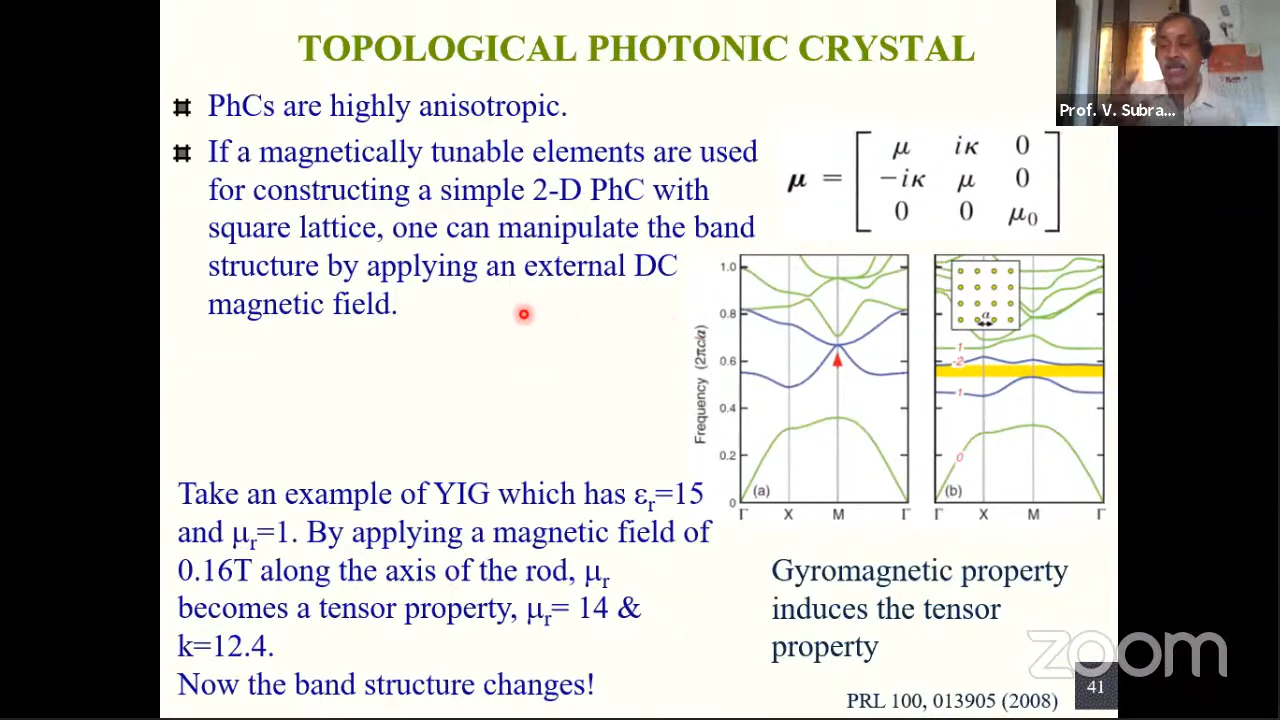 TOPOLOGICAL PHOTONIC CRYSTAL
PhCs are highly anisotropic.
If a magnetically tunable elements are used
for constructing a simple 2-D PhC with
square lattice, one can manipulate the band
structure by applying an external DC
magnetic field.
Prof. V. Subra...
μ = [ μ iκ 0
−iκ μ 0
0 0 μ₀ ]
Frequency (2πc/a)
1.0
0.8
0.6
0.4
0.2
0
(a)
Γ X M Γ
a
1
-2
1
0
(b)
Γ X M Γ
Take an example of YIG which has εr=15
and μr=1. By applying a magnetic field of
0.16T along the axis of the rod, μr
becomes a tensor property, μr= 14 &
k=12.4.
Now the band structure changes!
Gyromagnetic property
induces the tensor
property
zoom
PRL 100, 013905 (2008)
41